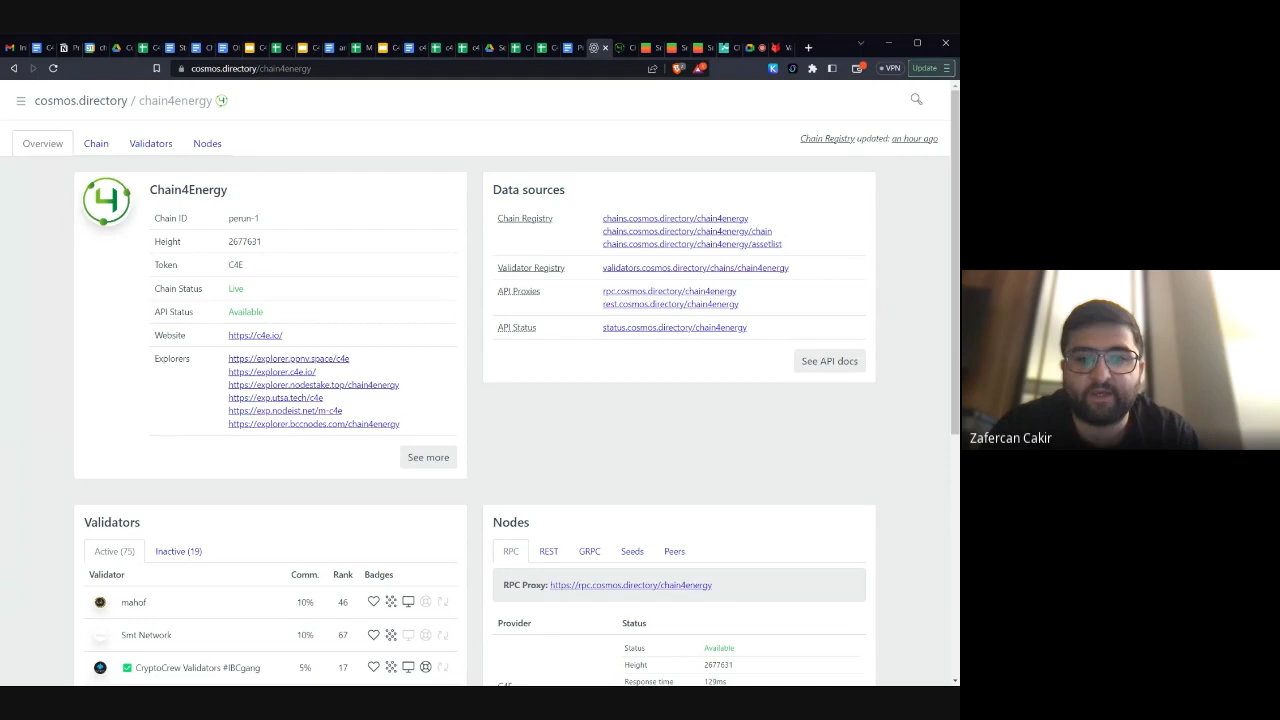 cosmos.directory/chain4energy
VPN
Update
cosmos.directory / chain4energy
Overview
Chain
Validators
Nodes
Chain Registry updated: an hour ago
Chain4Energy
Chain ID perun-1
Height 2677631
Token C4E
Chain Status Live
API Status Available
Website https://c4e.io/
Explorers https://explorer.ppnv.space/c4e
https://explorer.c4e.io/
https://explorer.nodestake.top/chain4energy
https://exp.utsa.tech/c4e
https://exp.nodeist.net/m-c4e
https://explorer.bccnodes.com/chain4energy
See more
Data sources
Chain Registry chains.cosmos.directory/chain4energy
chains.cosmos.directory/chain4energy/chain
chains.cosmos.directory/chain4energy/assetlist
Validator Registry validators.cosmos.directory/chains/chain4energy
API Proxies rpc.cosmos.directory/chain4energy
rest.cosmos.directory/chain4energy
API Status status.cosmos.directory/chain4energy
See API docs
Validators
Active (75) Inactive (19)
Validator Comm. Rank Badges
mahof 10% 46
Smt Network 10% 67
CryptoCrew Validators #IBCgang 5% 17
Nodes
RPC REST GRPC Seeds Peers
RPC Proxy: https://rpc.cosmos.directory/chain4energy
Provider Status
Status Available
Height 2677631
Response time 129ms
Zafercan Cakir